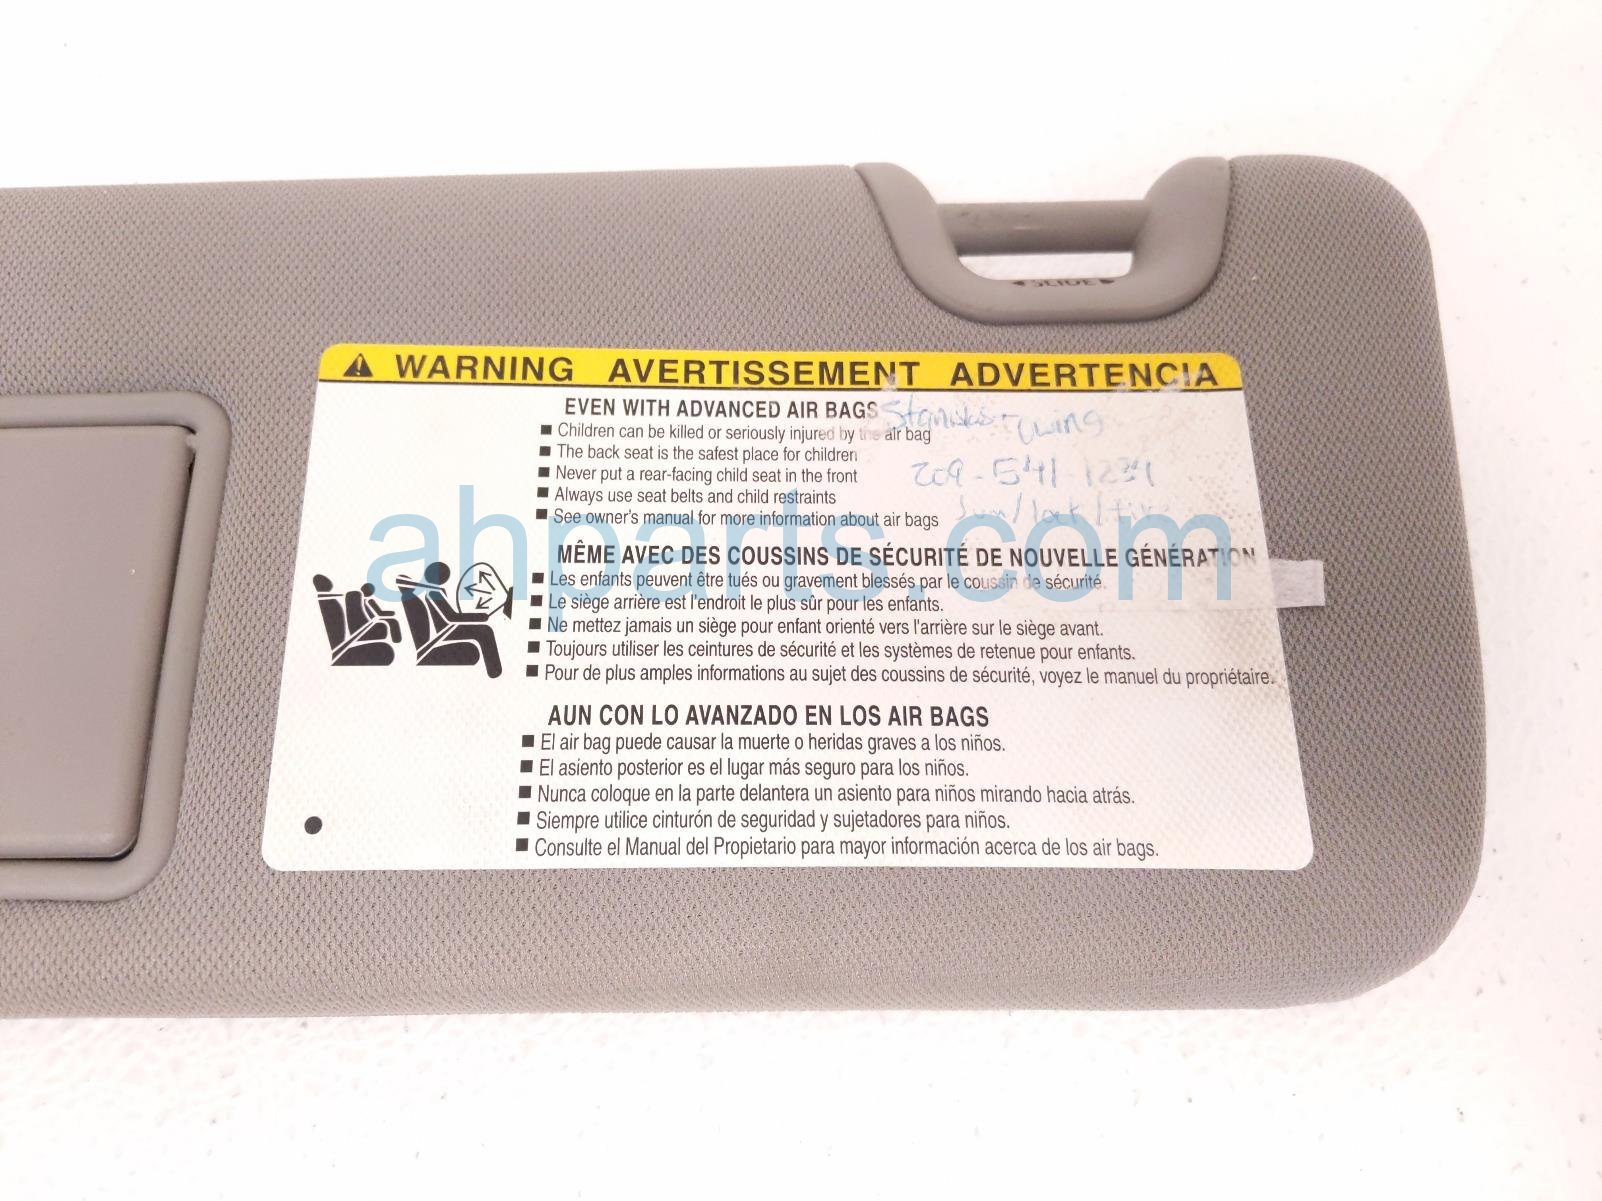 SLIDE
WARNING AVERTISSEMENT ADVERTENCIA
EVEN WITH ADVANCED AIR BAGS
■ Children can be killed or seriously injured by the air bag
■ The back seat is the safest place for children
■ Never put a rear-facing child seat in the front
■ Always use seat belts and child restraints
■ See owner's manual for more information about air bags
Towing
209-541-1234
/lock/
ahparts.com
MÊME AVEC DES COUSSINS DE SÉCURITÉ DE NOUVELLE GÉNÉRATION
■ Les enfants peuvent être tués ou gravement blessés par le coussin de sécurité.
■ Le siège arrière est l'endroit le plus sûr pour les enfants.
■ Ne mettez jamais un siège pour enfant orienté vers l'arrière sur le siège avant.
■ Toujours utiliser les ceintures de sécurité et les systèmes de retenue pour enfants.
■ Pour de plus amples informations au sujet des coussins de sécurité, voyez le manuel du propriétaire.
AUN CON LO AVANZADO EN LOS AIR BAGS
■ El air bag puede causar la muerte o heridas graves a los niños.
■ El asiento posterior es el lugar más seguro para los niños.
■ Nunca coloque en la parte delantera un asiento para niños mirando hacia atrás.
■ Siempre utilice cinturón de seguridad y sujetadores para niños.
■ Consulte el Manual del Propietario para mayor información acerca de los air bags.